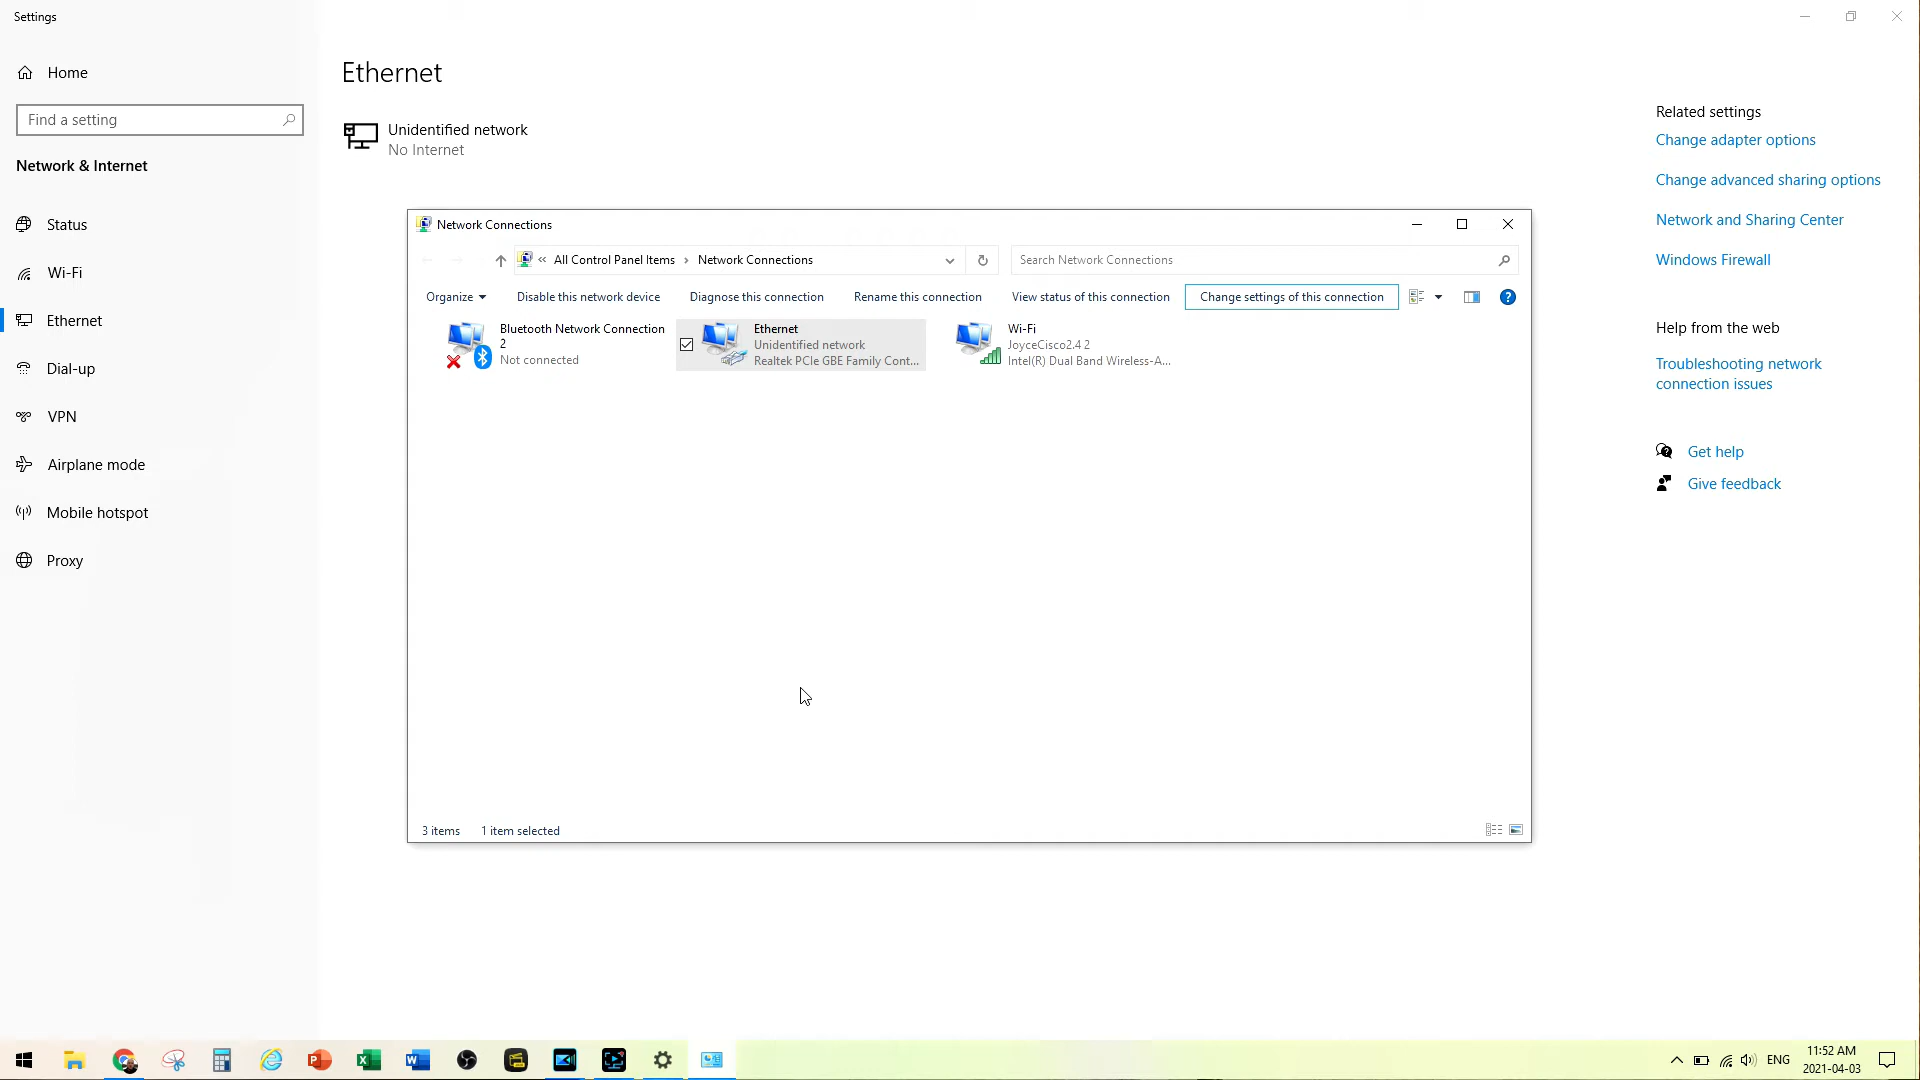 Settings
Home
Find a setting
Network & Internet
Status
Wi-Fi
Ethernet
Dial-up
VPN
Airplane mode
Mobile hotspot
Proxy
Ethernet
Unidentified network
No Internet
Network Connections
« All Control Panel Items › Network Connections
Search Network Connections
Organize
Disable this network device
Diagnose this connection
Rename this connection
View status of this connection
Change settings of this connection
Bluetooth Network Connection
2
Not connected
Ethernet
Unidentified network
Realtek PCIe GBE Family Cont...
Wi-Fi
JoyceCisco2.4 2
Intel(R) Dual Band Wireless-A...
3 items
1 item selected
Related settings
Change adapter options
Change advanced sharing options
Network and Sharing Center
Windows Firewall
Help from the web
Troubleshooting network
connection issues
Get help
Give feedback
ENG
11:52 AM
2021-04-03